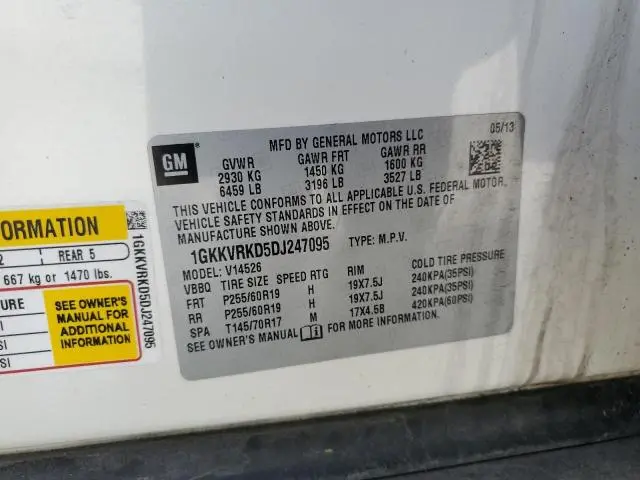 MFD BY GENERAL MOTORS LLC 05/13
GM
GVWR GAWR FRT GAWR RR
2930 KG 1450 KG 1600 KG
6459 LB 3196 LB 3527 LB
THIS VEHICLE CONFORMS TO ALL APPLICABLE U.S. FEDERAL MOTOR
VEHICLE SAFETY STANDARDS IN EFFECT ON THE DATE OF
MANUFACTURE SHOWN ABOVE.
1GKKVRKD5DJ247095 TYPE: M.P.V.
MODEL: V14526
VBBQ TIRE SIZE SPEED RTG RIM COLD TIRE PRESSURE
FRT P255/60R19 H 19X7.5J 240KPA(35PSI)
RR P255/60R19 H 19X7.5J 240KPA(35PSI)
SPA T145/70R17 M 17X4.5B 420KPA(60PSI)
SEE OWNER'S MANUAL FOR MORE INFORMATION.
ORMATION
2 REAR 5
667 kg or 1470 lbs.
SEE OWNER'S
MANUAL FOR
ADDITIONAL
INFORMATION
1GKKVRKD5DJ247095